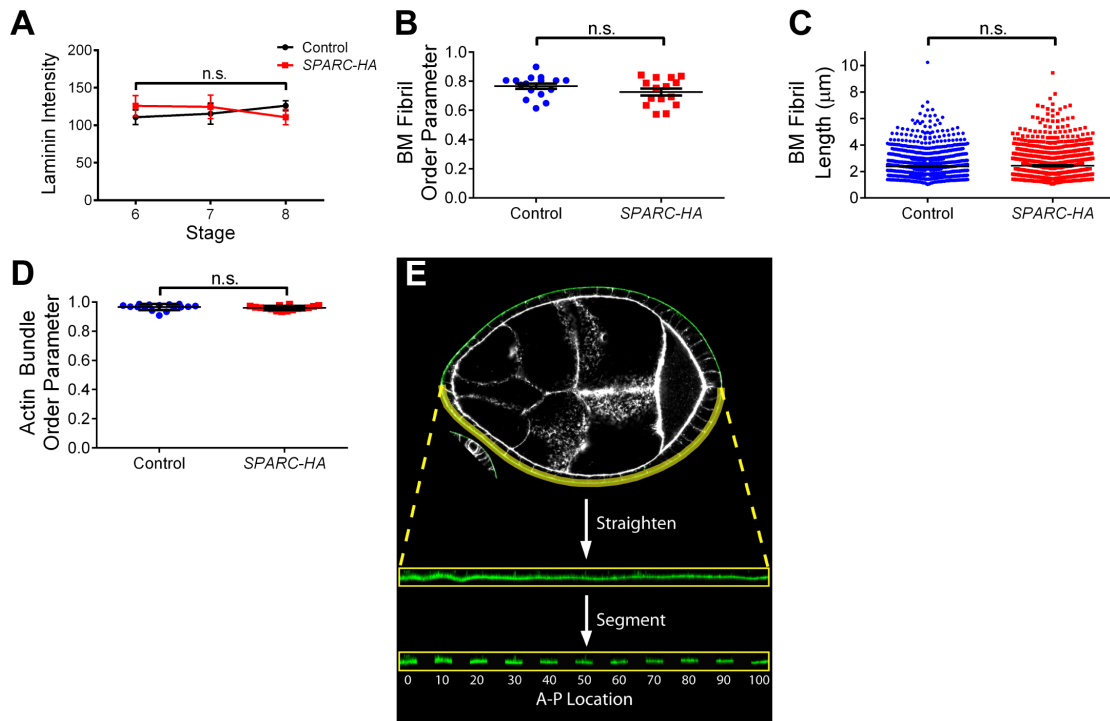 A
Control
SPARC-HA
n.s.
Laminin Intensity
200
150
100
50
0
6 7 8
Stage
B
n.s.
BM Fibril
Order Parameter
1.0
0.8
0.6
0.4
0.2
0.0
Control SPARC-HA
C
n.s.
BM Fibril
Length (μm)
10
8
6
4
2
0
Control SPARC-HA
D
n.s.
Actin Bundle
Order Parameter
1.0
0.8
0.6
0.4
0.2
0.0
Control SPARC-HA
E
Straighten
Segment
0 10 20 30 40 50 60 70 80 90 100
A-P Location